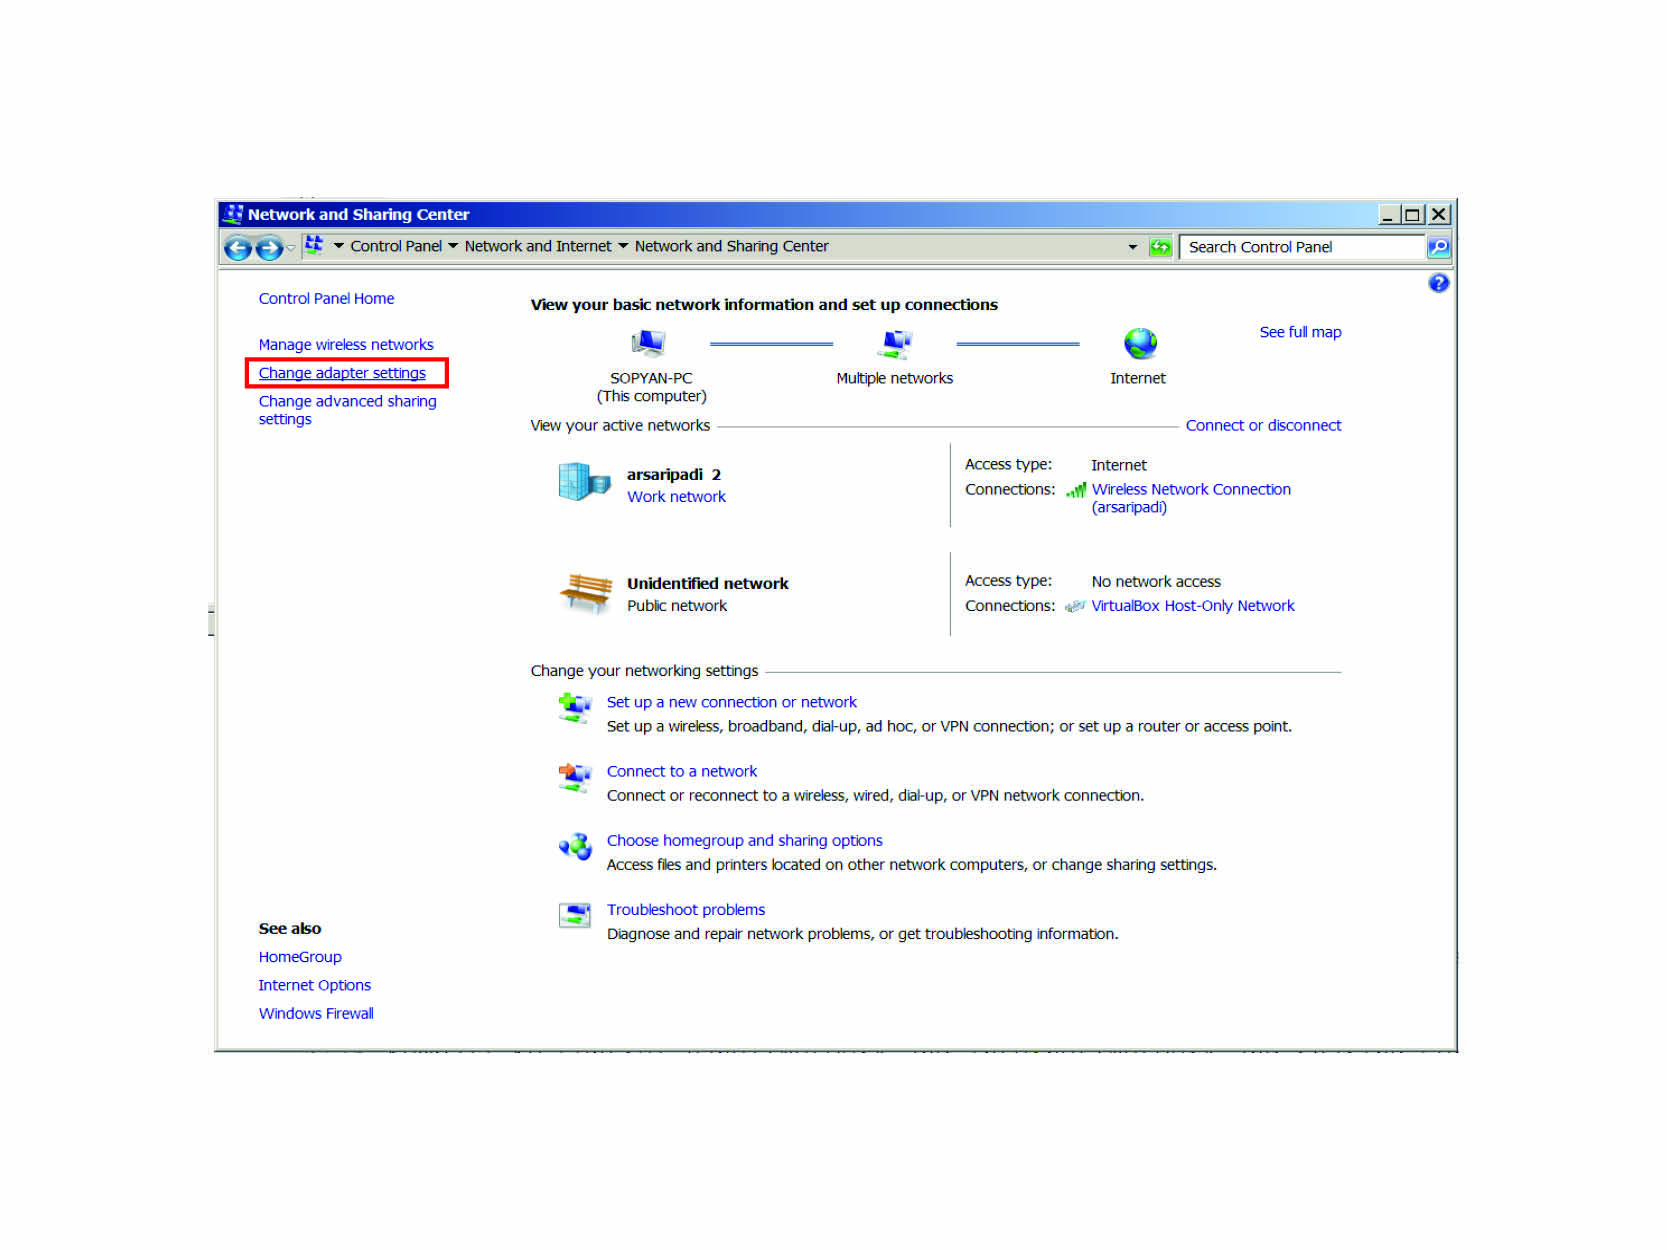 Network and Sharing Center
Control Panel Network and Internet Network and Sharing Center
Search Control Panel
Control Panel Home
Manage wireless networks
Change adapter settings
Change advanced sharing
settings
View your basic network information and set up connections
See full map
SOPYAN-PC
(This computer)
Multiple networks
Internet
View your active networks
Connect or disconnect
arsaripadi 2
Work network
Access type: Internet
Connections: Wireless Network Connection
(arsaripadi)
Unidentified network
Public network
Access type: No network access
Connections: VirtualBox Host-Only Network
Change your networking settings
Set up a new connection or network
Set up a wireless, broadband, dial-up, ad hoc, or VPN connection; or set up a router or access point.
Connect to a network
Connect or reconnect to a wireless, wired, dial-up, or VPN network connection.
Choose homegroup and sharing options
Access files and printers located on other network computers, or change sharing settings.
Troubleshoot problems
Diagnose and repair network problems, or get troubleshooting information.
See also
HomeGroup
Internet Options
Windows Firewall